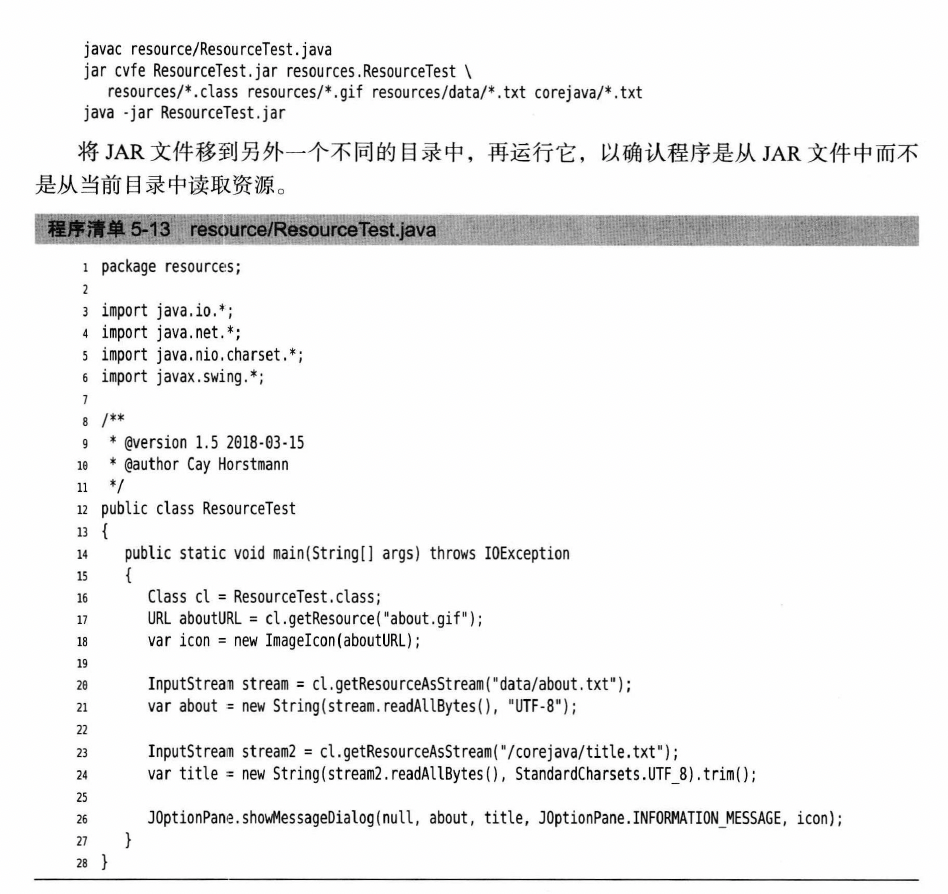 javac resource/ResourceTest.java
jar cvfe ResourceTest.jar resources.ResourceTest \
resources/*.class resources/*.gif resources/data/*.txt corejava/*.txt
java -jar ResourceTest.jar
将 JAR 文件移到另外一个不同的目录中，再运行它，以确认程序是从 JAR 文件中而不
是从当前目录中读取资源。
程序清单 5-13 resource/ResourceTest.java
1 package resources;
2
3 import java.io.*;
4 import java.net.*;
5 import java.nio.charset.*;
6 import javax.swing.*;
7
8 /**
9  * @version 1.5 2018-03-15
10  * @author Cay Horstmann
11  */
12 public class ResourceTest
13 {
14    public static void main(String[] args) throws IOException
15    {
16       Class cl = ResourceTest.class;
17       URL aboutURL = cl.getResource("about.gif");
18       var icon = new ImageIcon(aboutURL);
19
20       InputStream stream = cl.getResourceAsStream("data/about.txt");
21       var about = new String(stream.readAllBytes(), "UTF-8");
22
23       InputStream stream2 = cl.getResourceAsStream("/corejava/title.txt");
24       var title = new String(stream2.readAllBytes(), StandardCharsets.UTF_8).trim();
25
26       JOptionPane.showMessageDialog(null, about, title, JOptionPane.INFORMATION_MESSAGE, icon);
27    }
28 }